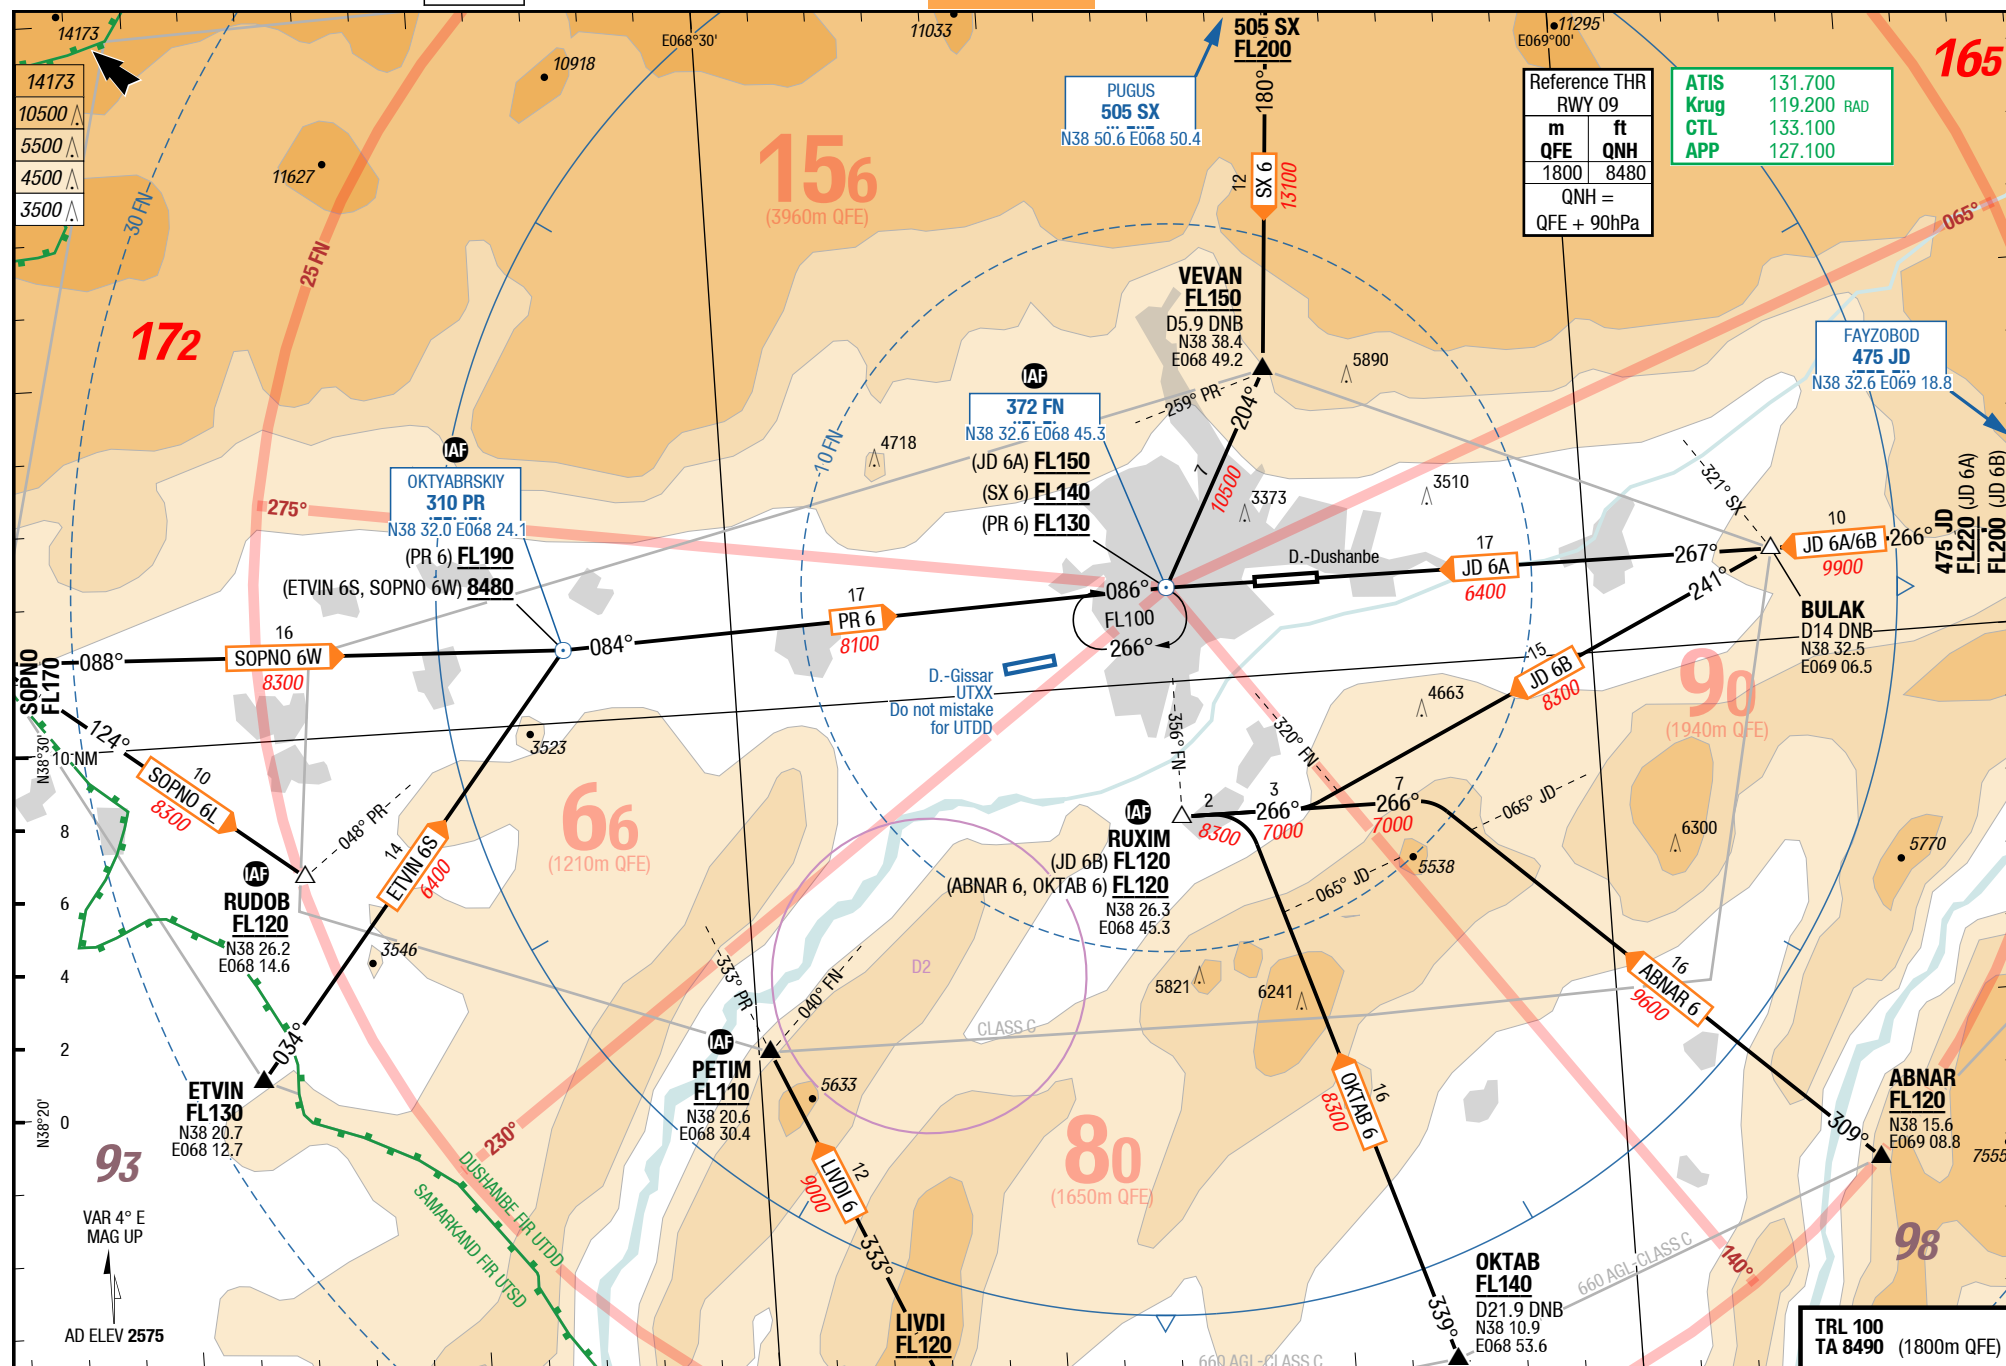 14173
14173
10500
5500
4500
3500
10918
11627
11033
11295
E068°30'
E069°00'
165
172
156
(3960m QFE)
30 FN
25 FN
505 SX
FL200
180°
PUGUS
505 SX
N38 50.6 E068 50.4
12
SX 6
13100
Reference THR
RWY 09
m ft
QFE QNH
1800 8480
QNH =
QFE + 90hPa
ATIS 131.700
Krug 119.200 RAD
CTL 133.100
APP 127.100
065°
VEVAN
FL150
D5.9 DNB
N38 38.4
E068 49.2
5890
259° PR
204°
7
10500
FAYZOBOD
475 JD
N38 32.6 E069 18.8
IAF
372 FN
N38 32.6 E068 45.3
(JD 6A) FL150
(SX 6) FL140
(PR 6) FL130
4718
10 FN
IAF
OKTYABRSKIY
310 PR
N38 32.0 E068 24.1
(PR 6) FL190
(ETVIN 6S, SOPNO 6W) 8480
275°
3373
3510
321° SX
D.-Dushanbe
17
JD 6A
6400
267°
241°
10
JD 6A/6B
9900
266°
475 JD
FL220 (JD 6A)
FL200 (JD 6B)
BULAK
D14 DNB
N38 32.5
E069 06.5
SOPNO
FL170
088°
16
SOPNO 6W
8300
084°
17
PR 6
8100
086°
FL100
266°
D.-Gissar
UTXX
Do not mistake
for UTDD
15
JD 6B
8300
4663
90
(1940m QFE)
124°
10
SOPNO 6L
8300
N38°30'
10 NM
8
6
4
2
0
N38°20'
3523
048° PR
IAF
RUDOB
FL120
N38 26.2
E068 14.6
14
ETVIN 6S
6400
3546
034°
66
(1210m QFE)
356° FN
320° FN
IAF
RUXIM
(JD 6B) FL120
(ABNAR 6, OKTAB 6) FL120
N38 26.3
E068 45.3
2
8300
3
266°
7000
7
266°
7000
065° JD
065° JD
5538
6300
5770
5821
6241
D2
CLASS C
333° PR
040° FN
IAF
PETIM
FL110
N38 20.6
E068 30.4
5633
12
LIVDI 6
9000
333°
LIVDI
FL120
16
ABNAR 6
9600
309°
ABNAR
FL120
N38 15.6
E069 08.8
7555
16
OKTAB 6
8300
339°
OKTAB
FL140
D21.9 DNB
N38 10.9
E068 53.6
80
(1650m QFE)
ETVIN
FL130
N38 20.7
E068 12.7
93
230°
DUSHANBE FIR UTDD
SAMARKAND FIR UTSD
VAR 4° E
MAG UP
AD ELEV 2575
140°
98
660 AGL-CLASS C
660 AGL-CLASS C
TRL 100
TA 8490 (1800m QFE)